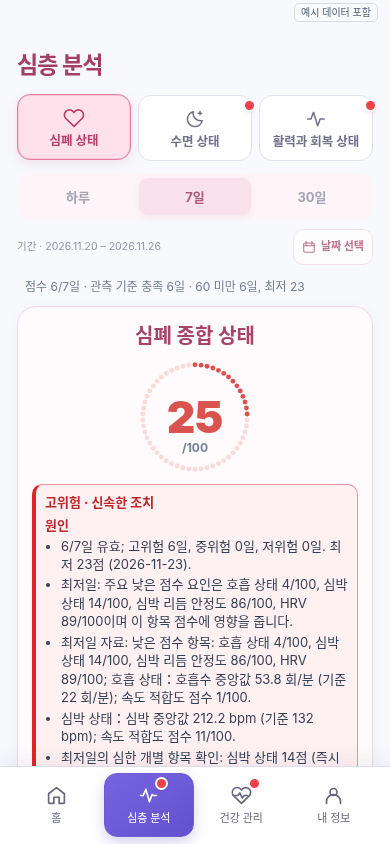 예시 데이터 포함
심층 분석
심폐 상태
수면 상태
활력과 회복 상태
하루
7일
30일
기간 · 2026.11.20 – 2026.11.26
날짜 선택
점수 6/7일 · 관측 기준 충족 6일 · 60 미만 6일, 최저 23
심폐 종합 상태
25
/100
고위험 · 신속한 조치
원인
• 6/7일 유효; 고위험 6일, 중위험 0일, 저위험 0일. 최
저 23점 (2026-11-23).
• 최저일: 주요 낮은 점수 요인은 호흡 상태 4/100, 심박
상태 14/100, 심박 리듬 안정도 86/100, HRV
89/100이며 이 항목 점수에 영향을 줍니다.
• 최저일 자료: 낮은 점수 항목: 호흡 상태 4/100, 심박
상태 14/100, 심박 리듬 안정도 86/100, HRV
89/100; 호흡 상태：호흡수 중앙값 53.8 회/분 (기준
22 회/분); 속도 적합도 점수 1/100.
• 심박 상태：심박 중앙값 212.2 bpm (기준 132
bpm); 속도 적합도 점수 11/100.
• 최저일의 심한 개별 항목 확인: 심박 상태 14점 (즉시
홈
심층 분석
건강 관리
내 정보